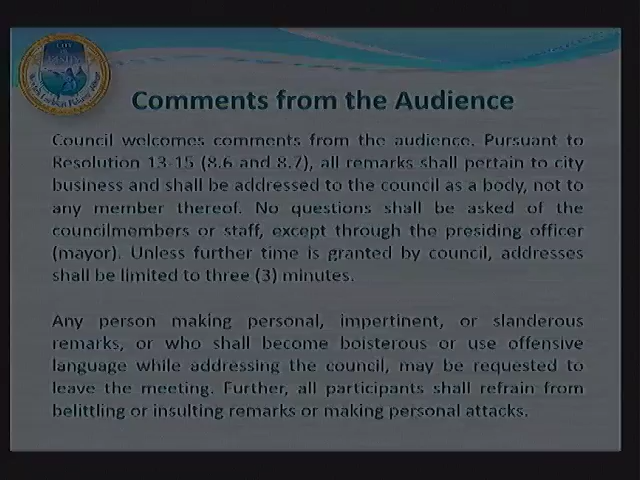 CITY
Comments from the Audience
Council welcomes comments from the audience. Pursuant to
Resolution 13-15 (8.6 and 8.7), all remarks shall pertain to city
business and shall be addressed to the council as a body, not to
any member thereof. No questions shall be asked of the
councilmembers or staff, except through the presiding officer
(mayor). Unless further time is granted by council, addresses
shall be limited to three (3) minutes.
Any person making personal, impertinent, or slanderous
remarks, or who shall become boisterous or use offensive
language while addressing the council, may be requested to
leave the meeting. Further, all participants shall refrain from
belittling or insulting remarks or making personal attacks.